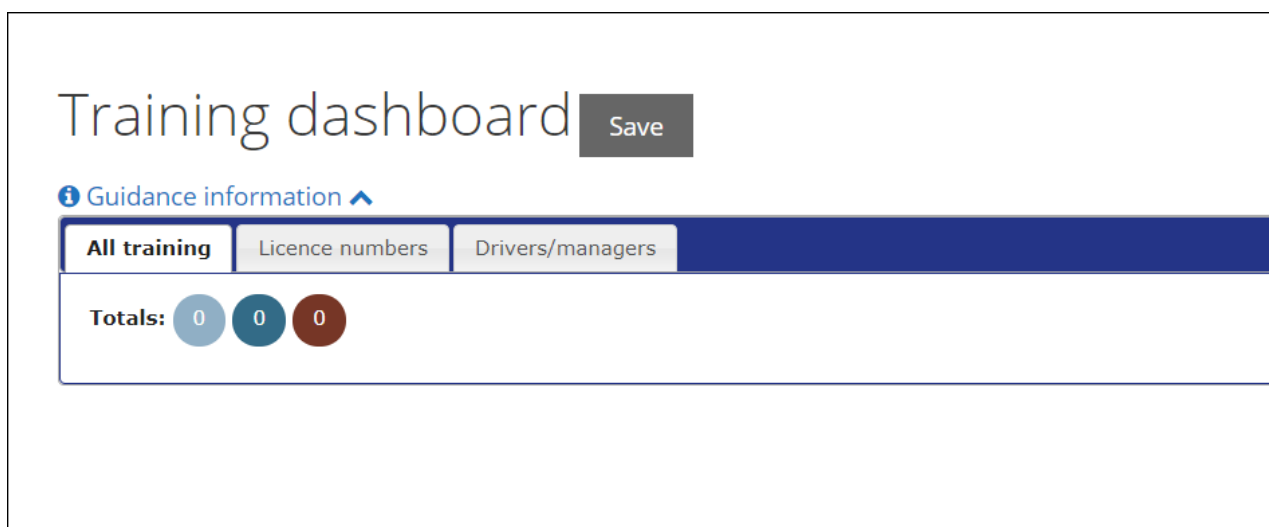 Training dashboard Save
Guidance information
All training Licence numbers Drivers/managers
Totals: 0 0 0